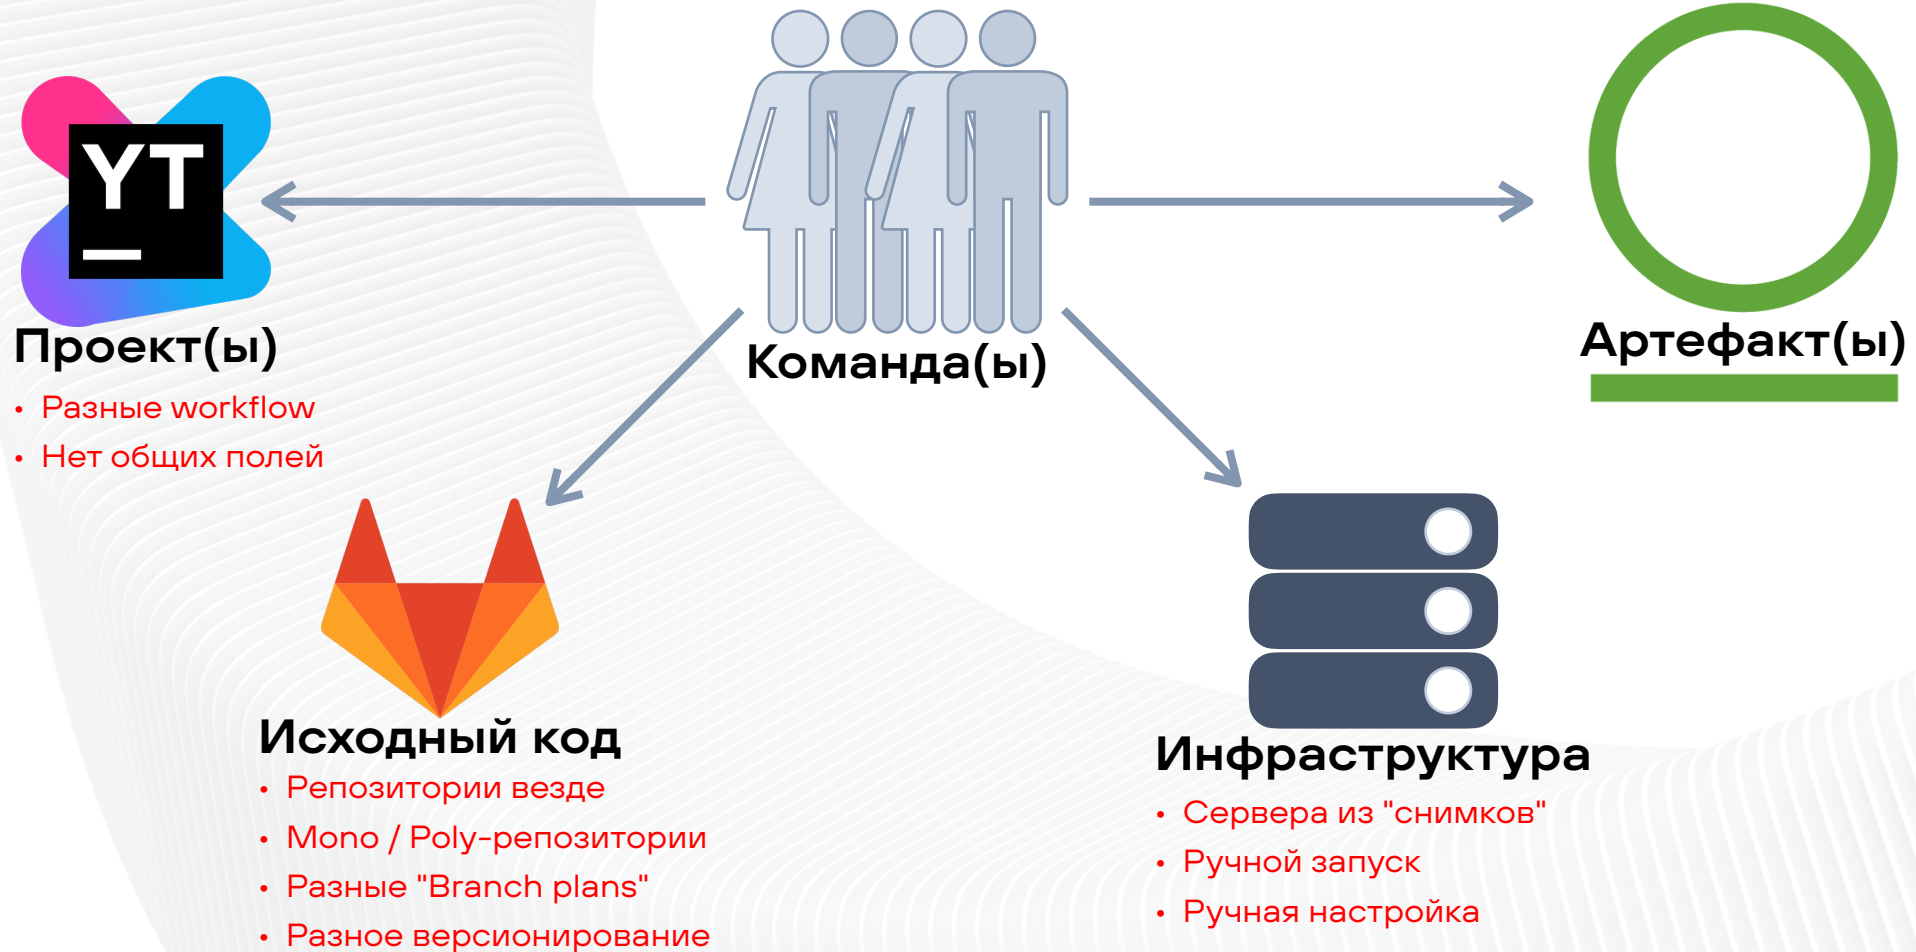 YT
Проект(ы)
• Разные workflow
• Нет общих полей
Команда(ы)
Артефакт(ы)
Исходный код
• Репозитории везде
• Mono / Poly-репозитории
• Разные "Branch plans"
• Разное версионирование
Инфраструктура
• Сервера из "снимков"
• Ручной запуск
• Ручная настройка